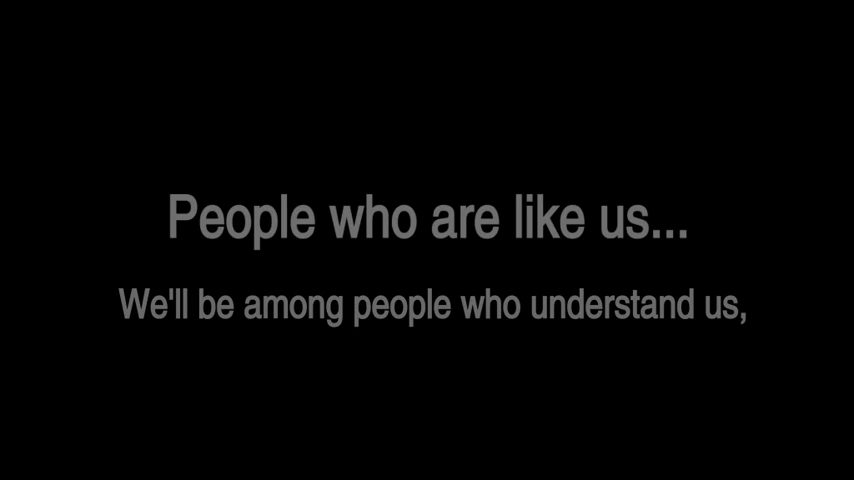 People who are like us...
We'll be among people who understand us,